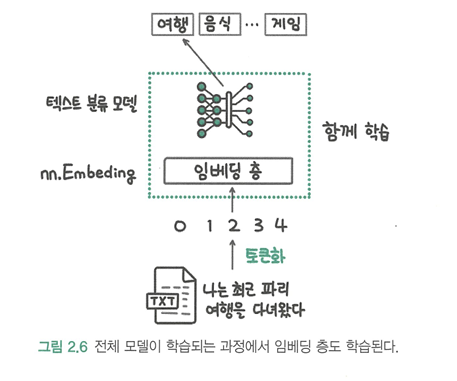 여행 음식 ··· 게임
텍스트 분류 모델
함께 학습
nn.Embeding
임베딩 층
0 1 2 3 4
토큰화
TXT
나는 최근 파리
여행을 다녀왔다
그림 2.6 전체 모델이 학습되는 과정에서 임베딩 층도 학습된다.